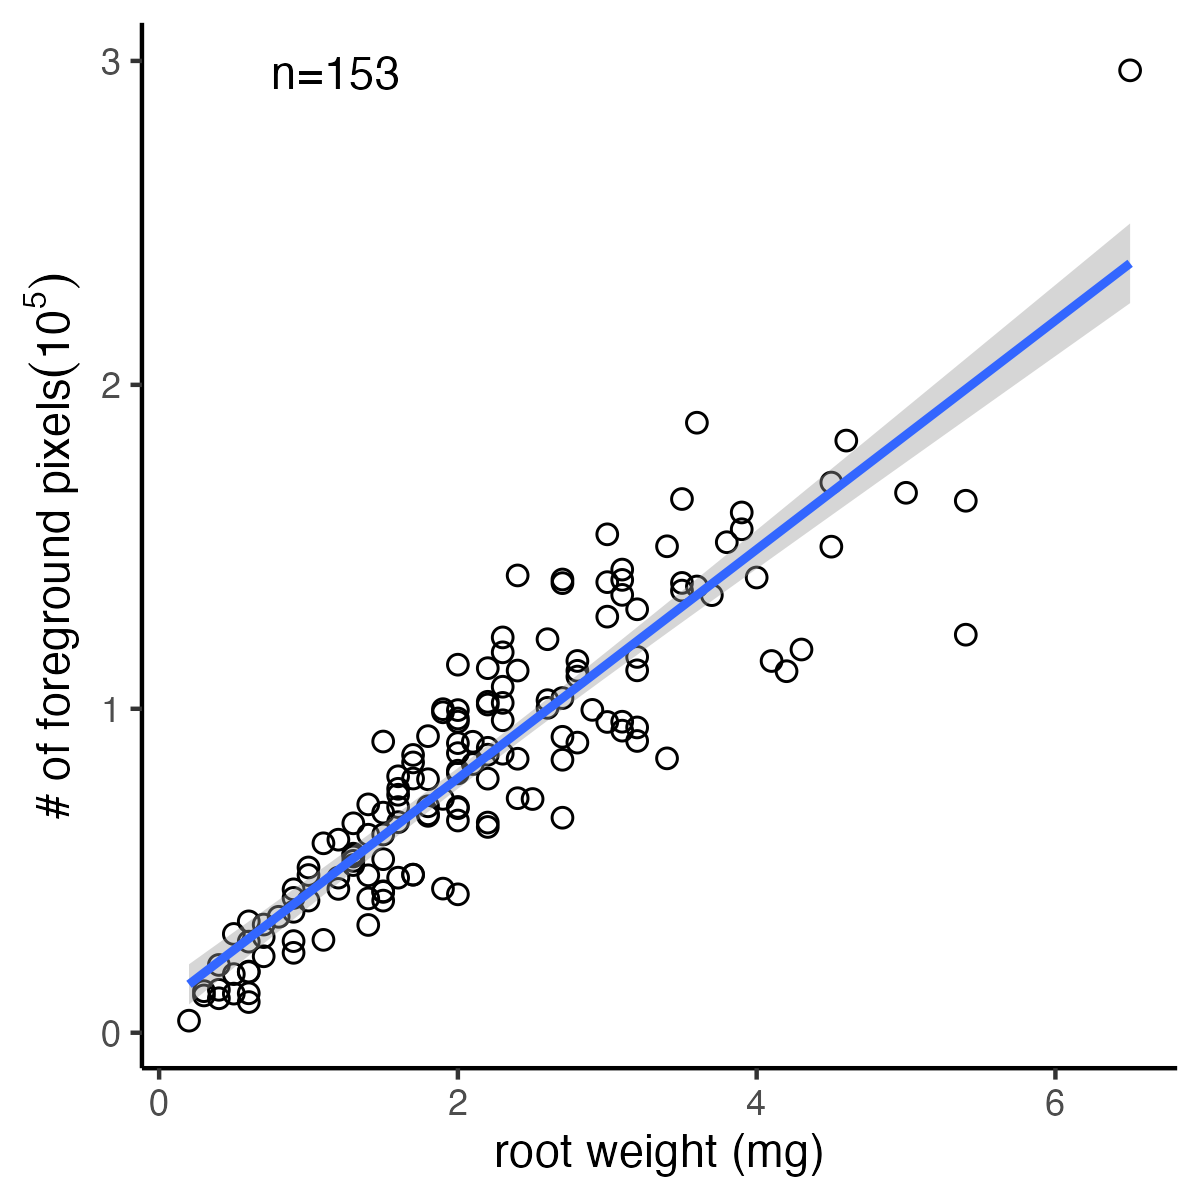 n=153
3
2
1
0
# of foreground pixels(10⁵)
0 2 4 6
root weight (mg)